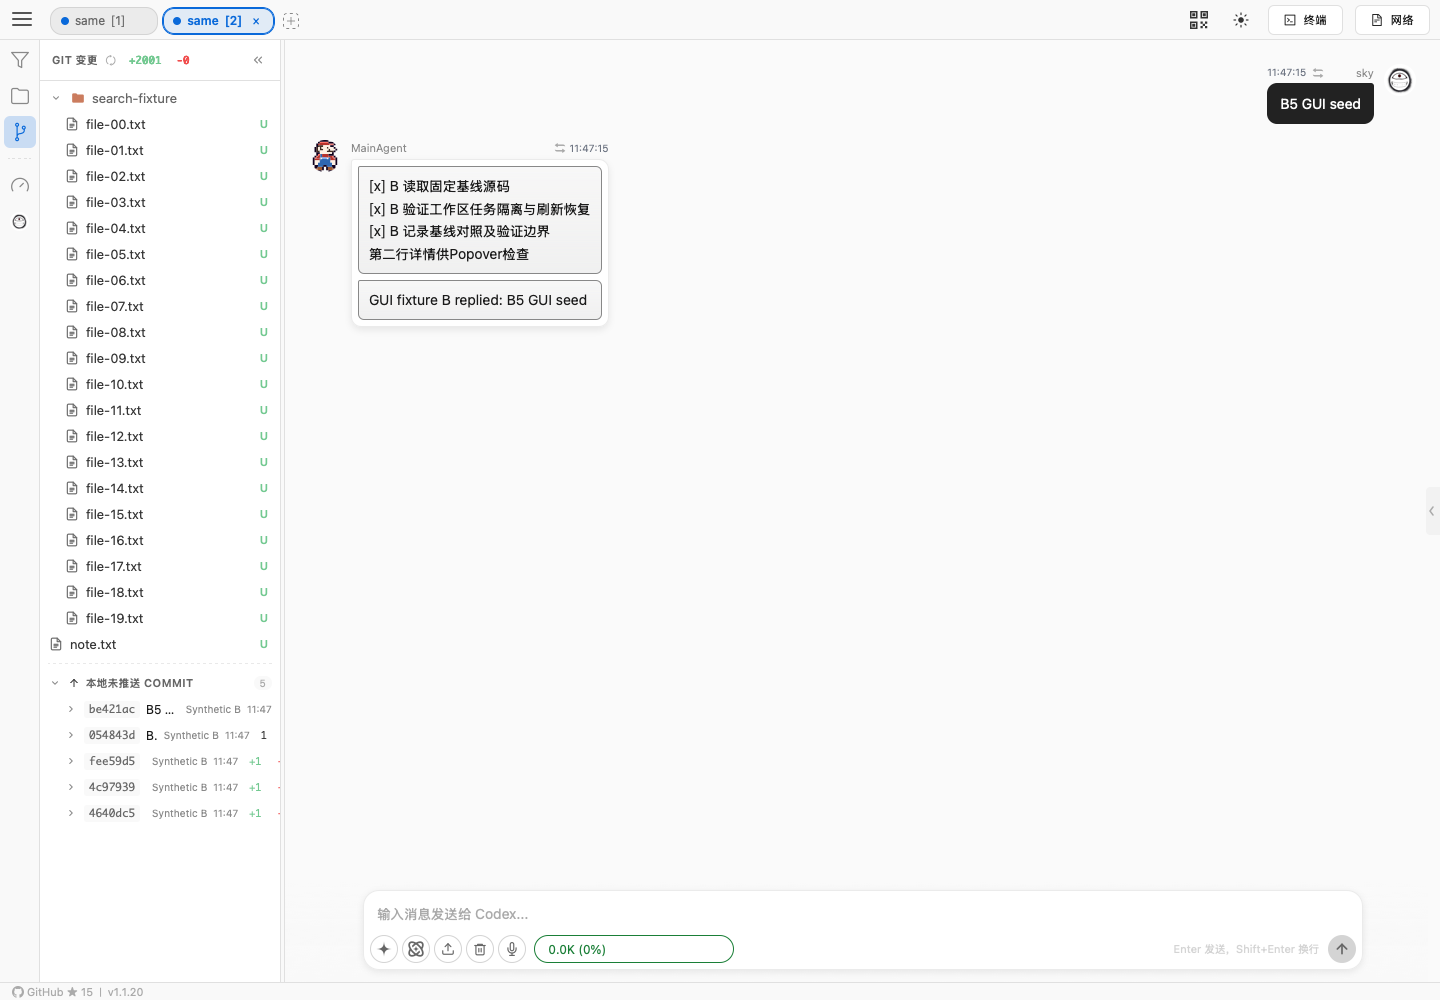 same [1]
same [2] ×
终端
网络
GIT 变更 +2001 -0
search-fixture
file-00.txt U
file-01.txt U
file-02.txt U
file-03.txt U
file-04.txt U
file-05.txt U
file-06.txt U
file-07.txt U
file-08.txt U
file-09.txt U
file-10.txt U
file-11.txt U
file-12.txt U
file-13.txt U
file-14.txt U
file-15.txt U
file-16.txt U
file-17.txt U
file-18.txt U
file-19.txt U
note.txt U
本地未推送 COMMIT 5
be421ac B5 ... Synthetic B 11:47
054843d B. Synthetic B 11:47 1
fee59d5 Synthetic B 11:47 +1 -
4c97939 Synthetic B 11:47 +1 -
4640dc5 Synthetic B 11:47 +1 -
11:47:15 sky
B5 GUI seed
MainAgent 11:47:15
[x] B 读取固定基线源码
[x] B 验证工作区任务隔离与刷新恢复
[x] B 记录基线对照及验证边界
第二行详情供Popover检查
GUI fixture B replied: B5 GUI seed
输入消息发送给 Codex...
0.0K (0%)
Enter 发送，Shift+Enter 换行
GitHub ★ 15 | v1.1.20